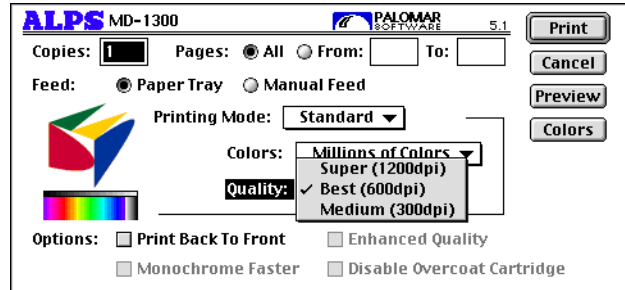 ALPS MD-1300 PALOMAR SOFTWARE 5.1
Print
Copies: 1 Pages: All From: To:
Cancel
Feed: Paper Tray Manual Feed
Preview
Printing Mode: Standard
Colors
Colors: Millions of Colors
Super (1200dpi)
Quality: ✓ Best (600dpi)
Medium (300dpi)
Options: Print Back To Front Enhanced Quality
Monochrome Faster Disable Overcoat Cartridge